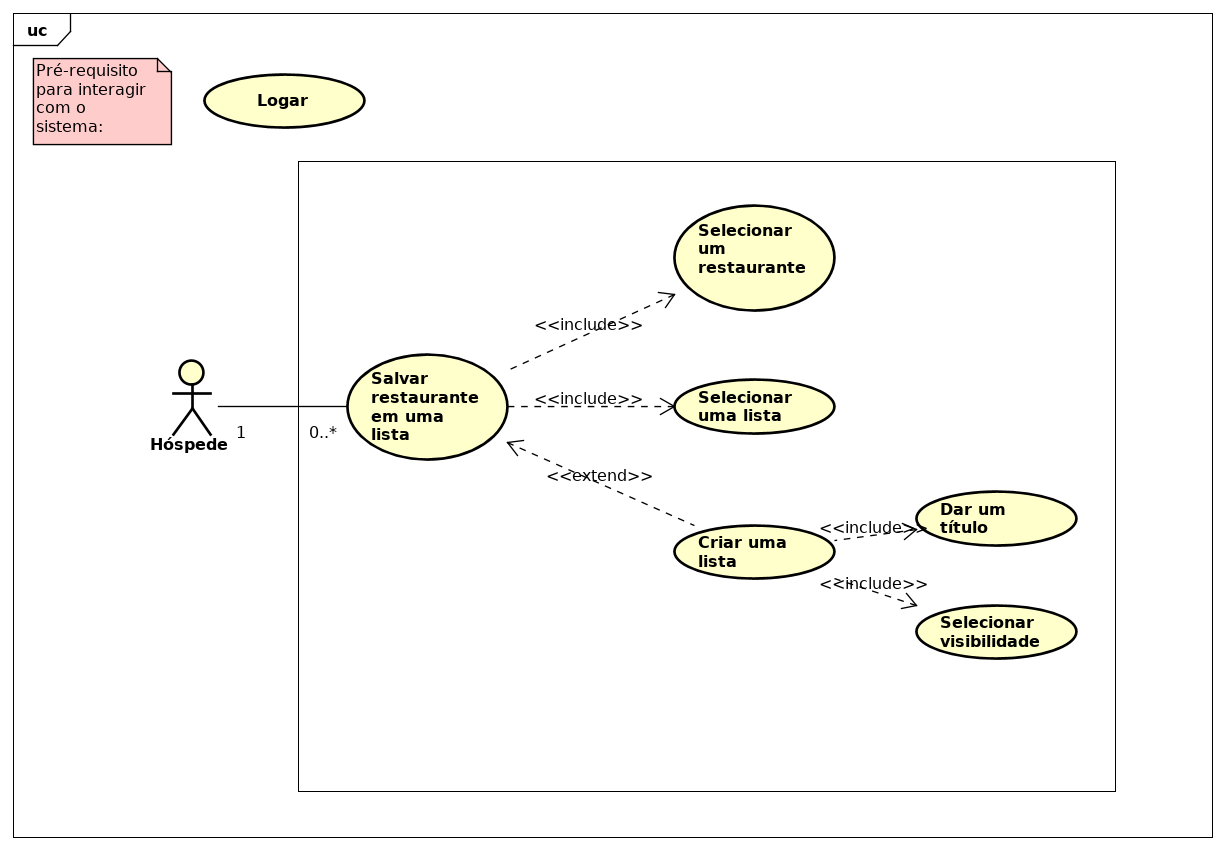 uc
Pré-requisito
para interagir
com o
sistema:
Logar
Selecionar
um
restaurante
<<include>>
Salvar
restaurante
em uma
lista
<<include>>
Selecionar
uma lista
Hóspede
1
0..*
<<extend>>
Criar uma
lista
<<include>>
Dar um
título
<<include>>
Selecionar
visibilidade